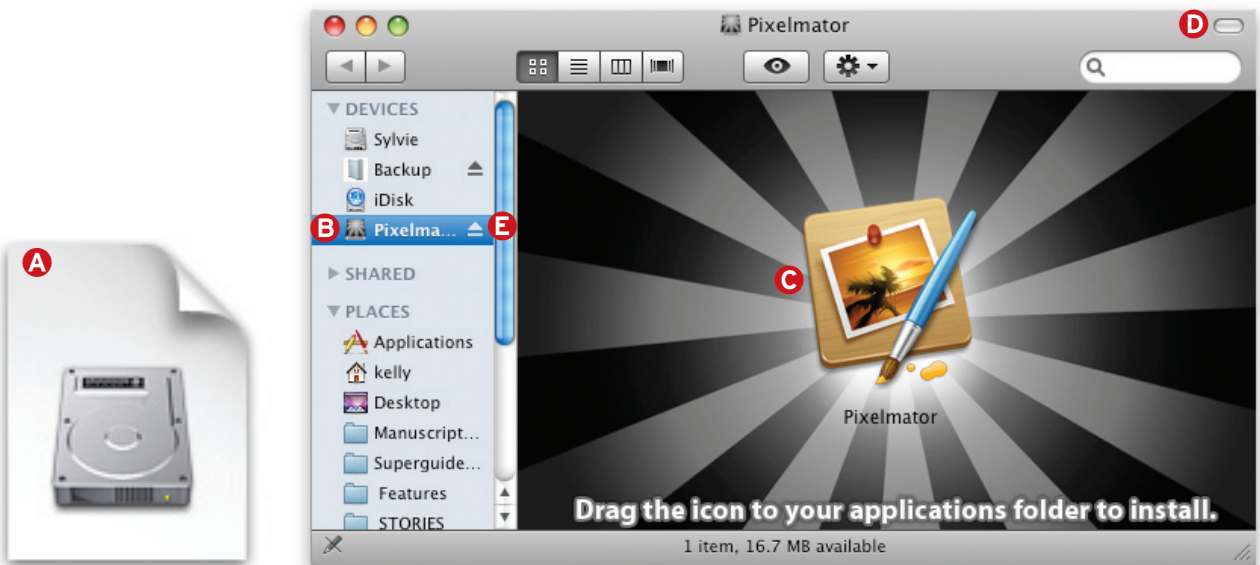 A
Pixelmator
D
DEVICES
Sylvie
Backup
iDisk
B Pixelma... E
SHARED
PLACES
Applications
kelly
Desktop
Manuscript...
Superguide...
Features
STORIES
C
Pixelmator
Drag the icon to your applications folder to install.
1 item, 16.7 MB available